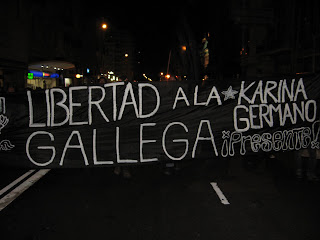 LIBERTAD A LA KARINA
GALLEGA GERMANO
¡Presente!